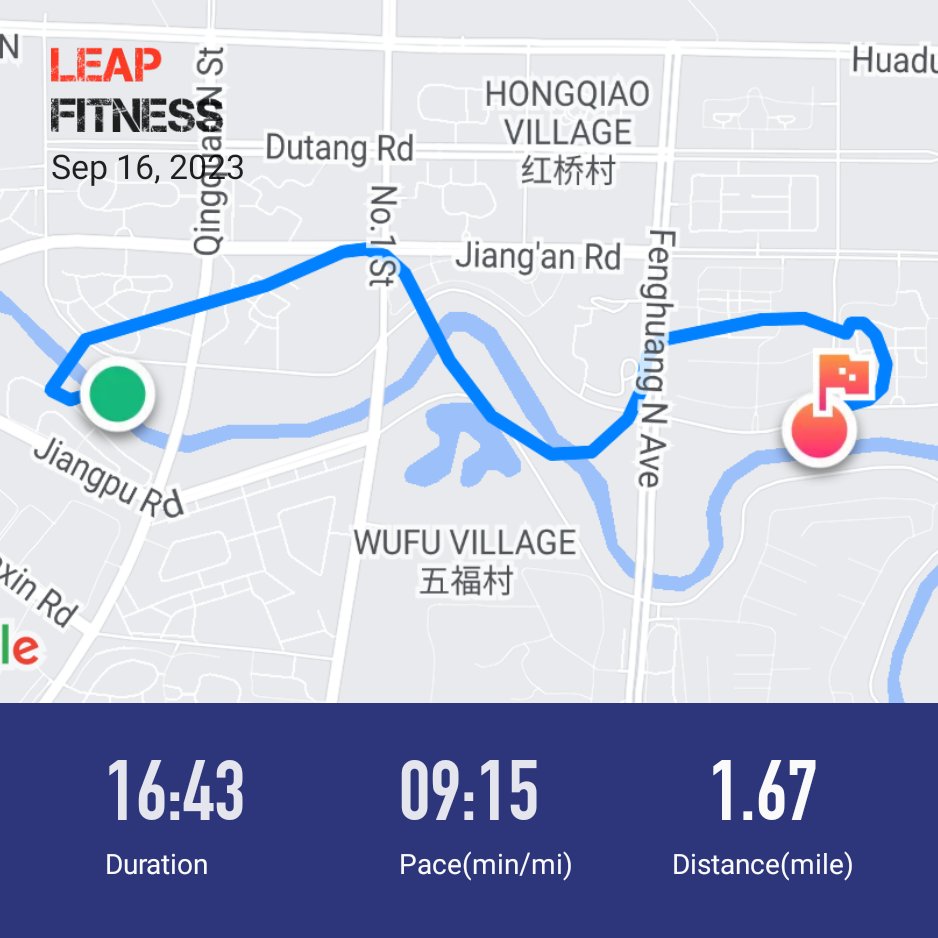 N
LEAP
FITNESS
Sep 16, 2023
Dutang Rd
HONGQIAO
VILLAGE
红桥村
Huadu
No.1 St
Jiang'an Rd
Fenghuang N Ave
Jiangpu Rd
WUFU VILLAGE
五福村
xin Rd
le
16:43
09:15
1.67
Duration
Pace(min/mi)
Distance(mile)